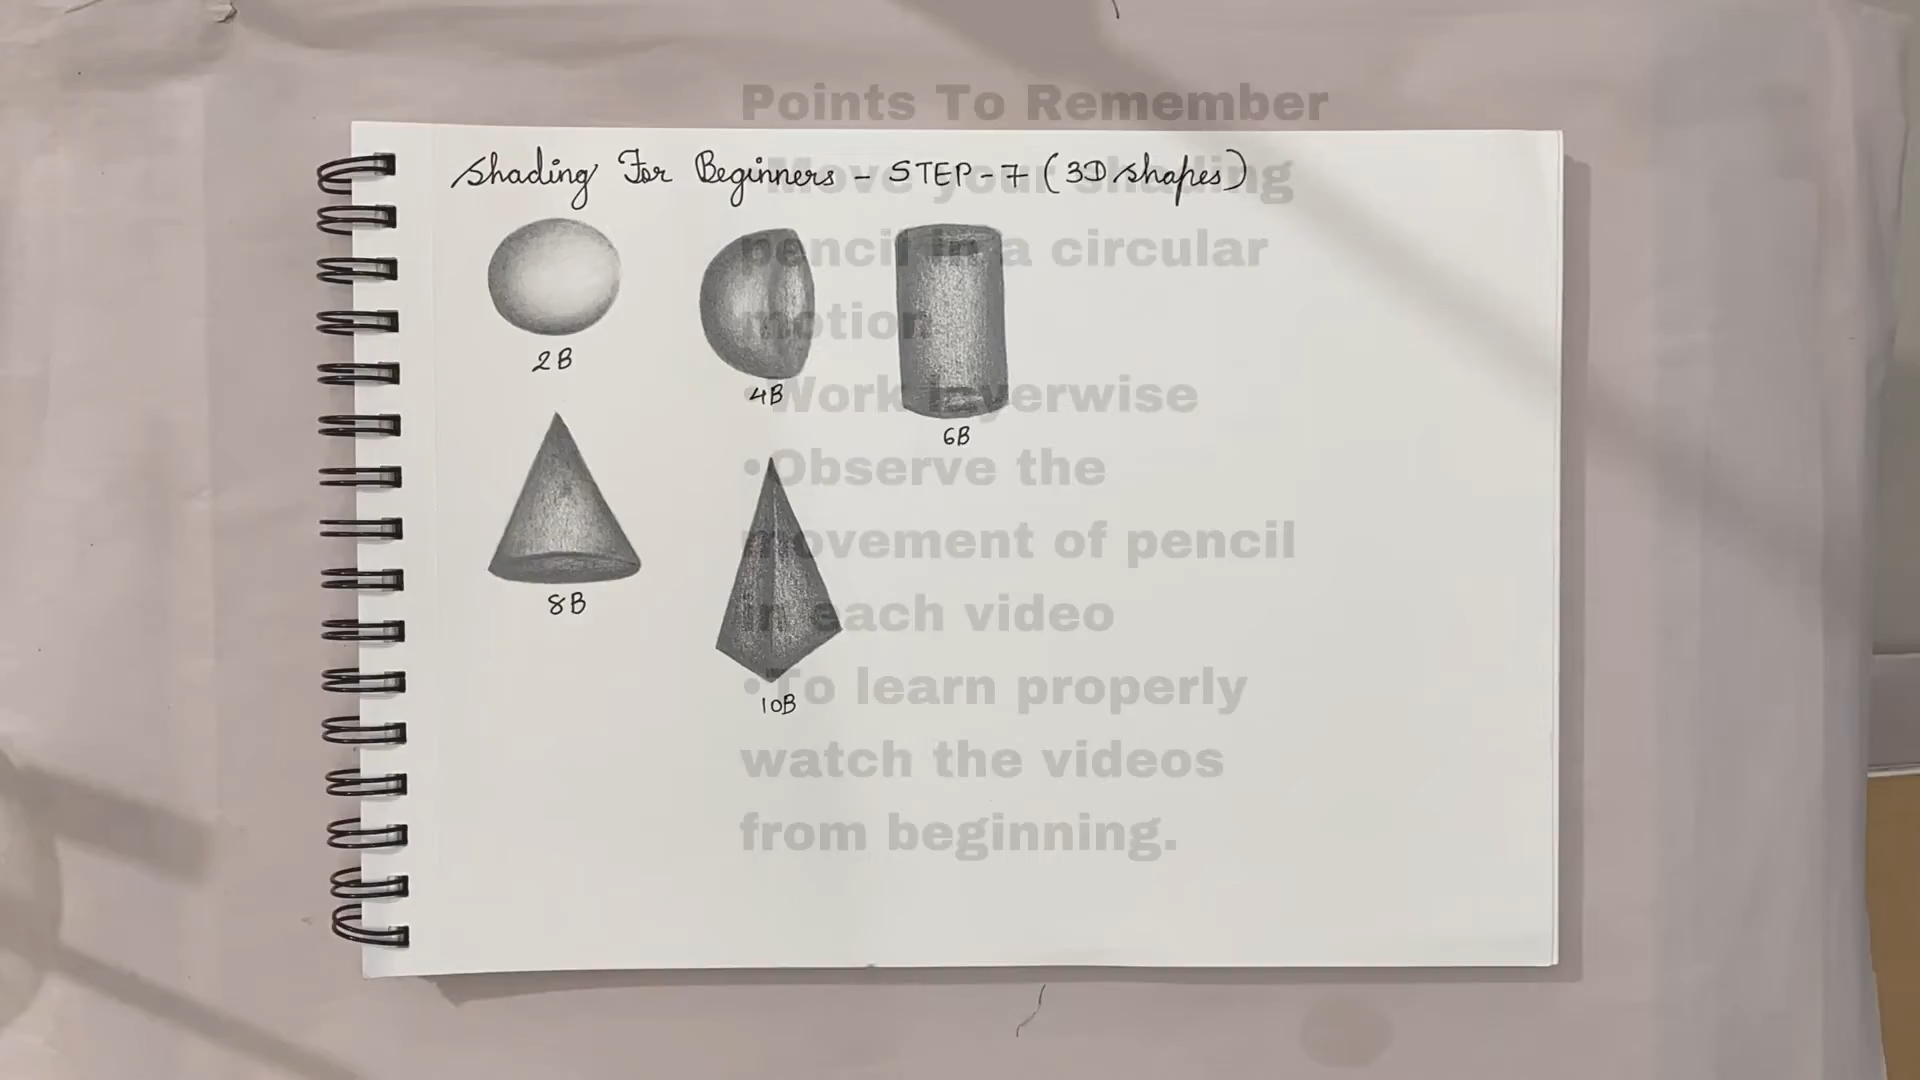 Points To Remember
Shading For Beginners - STEP-7 (3D shapes)
•Move your shading
pencil in a circular
motion
•Work layerwise
•Observe the
movement of pencil
in each video
•To learn properly
watch the videos
from beginning.
2B
4B
6B
8B
10B